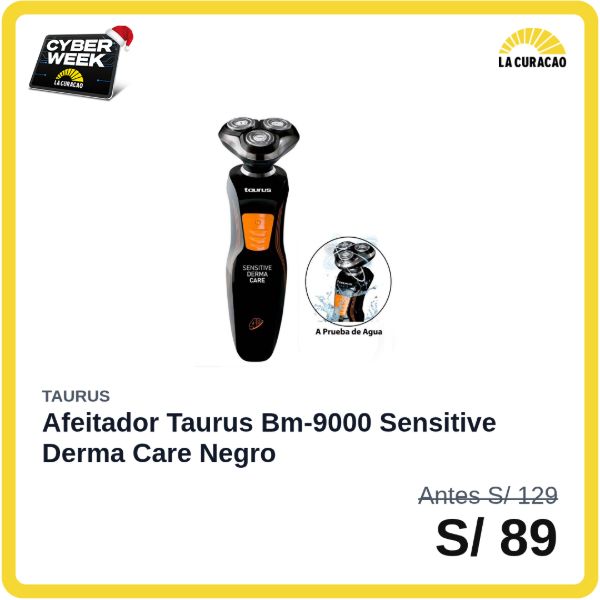 CYBER
WEEK
LA CURACAO
LA CURACAO
taurus
SENSITIVE
DERMA
CARE
A Prueba de Agua
TAURUS
Afeitador Taurus Bm-9000 Sensitive
Derma Care Negro
Antes S/ 129
S/ 89